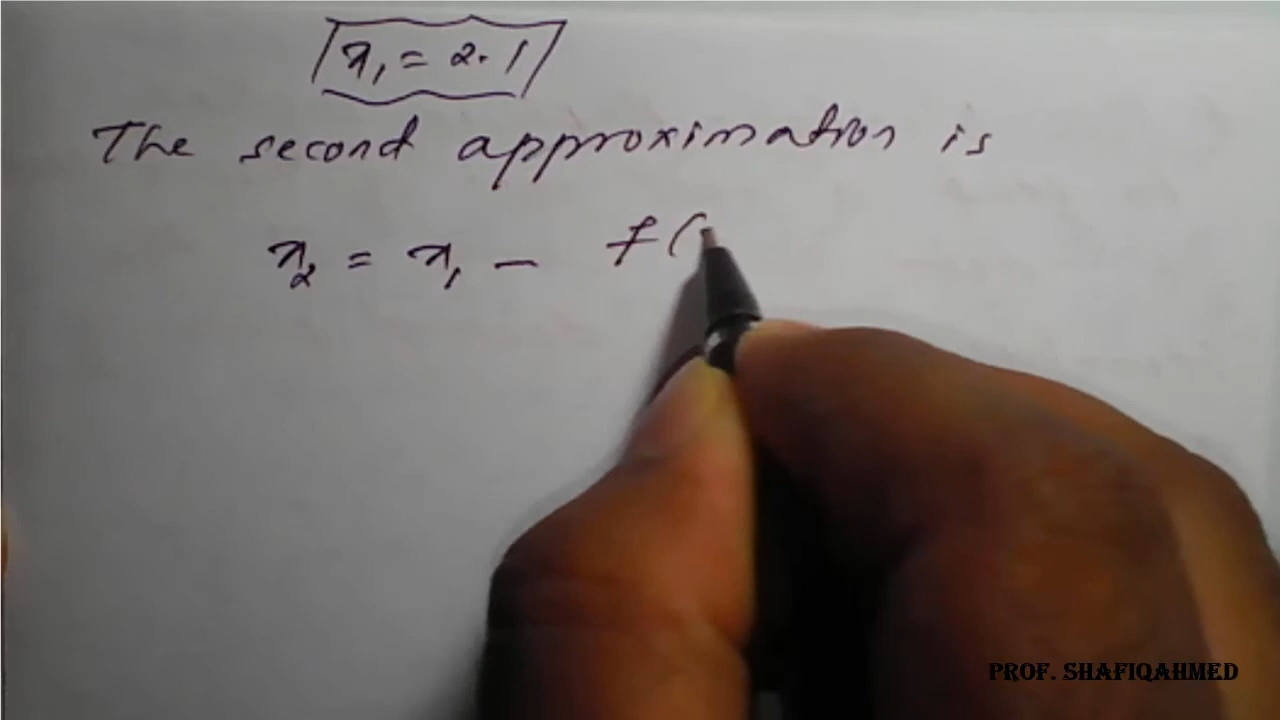 x₁ = 2.1
The second approximation is
x₂ = x₁ - f(
PROF. SHAFIQAHMED